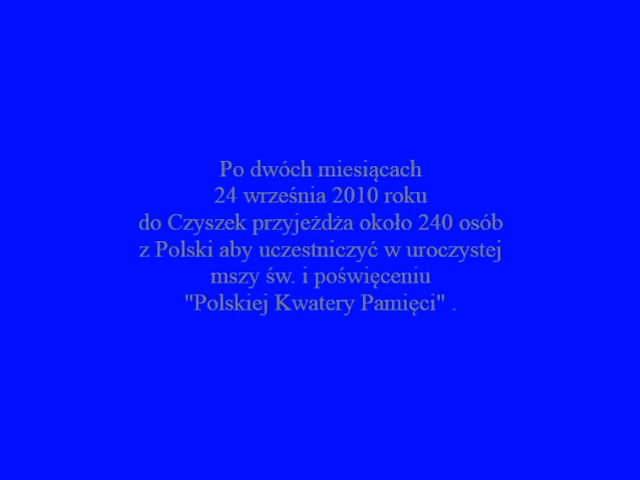 Po dwóch miesiącach
24 września 2010 roku
do Czyszek przyjeżdża około 240 osób
z Polski aby uczestniczyć w uroczystej
mszy św. i poświęceniu
"Polskiej Kwatery Pamięci" .